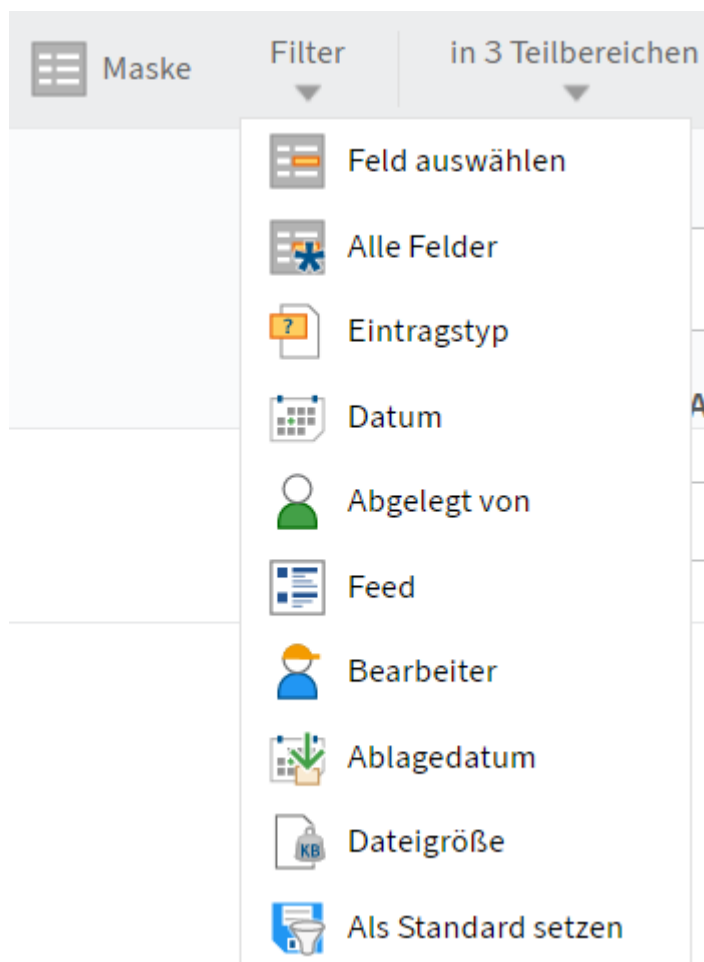 Maske
Filter
in 3 Teilbereichen
Feld auswählen
Alle Felder
?
Eintragstyp
Datum
Abgelegt von
Feed
Bearbeiter
Ablagedatum
KB
Dateigröße
Als Standard setzen